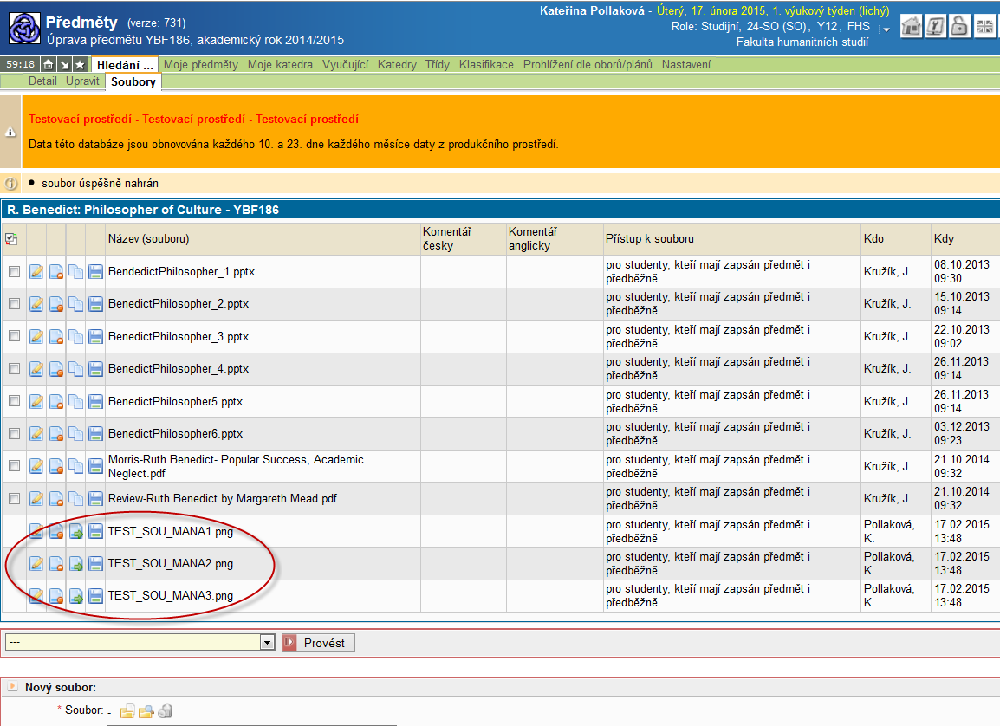 Předměty (verze: 731)
Úprava předmětu YBF186, akademický rok 2014/2015
Kateřina Pollaková - Úterý, 17. února 2015, 1. výukový týden (lichý)
Role: Studijní, 24-SO (SO), Y12, FHS
Fakulta humanitních studií
59:18 Hledání ... Moje předměty Moje katedra Vyučující Katedry Třídy Klasifikace Prohlížení dle oborů/plánů Nastavení
Detail Upravit Soubory
Testovací prostředí - Testovací prostředí - Testovací prostředí
Data této databáze jsou obnovována každého 10. a 23. dne každého měsíce daty z produkčního prostředí.
soubor úspěšně nahrán
R. Benedict: Philosopher of Culture - YBF186
Název (souboru) Komentář česky Komentář anglicky Přístup k souboru Kdo Kdy
BendedictPhilosopher_1.pptx pro studenty, kteří mají zapsán předmět i předběžně Kružík, J. 08.10.2013 09:30
BenedictPhilosopher_2.pptx pro studenty, kteří mají zapsán předmět i předběžně Kružík, J. 15.10.2013 09:14
BenedictPhilosopher_3.pptx pro studenty, kteří mají zapsán předmět i předběžně Kružík, J. 22.10.2013 09:02
BenedictPhilosopher_4.pptx pro studenty, kteří mají zapsán předmět i předběžně Kružík, J. 26.11.2013 09:14
BenedictPhilosopher5.pptx pro studenty, kteří mají zapsán předmět i předběžně Kružík, J. 26.11.2013 09:14
BenedictPhilosopher6.pptx pro studenty, kteří mají zapsán předmět i předběžně Kružík, J. 03.12.2013 09:23
Morris-Ruth Benedict- Popular Success, Academic Neglect.pdf pro studenty, kteří mají zapsán předmět i předběžně Kružík, J. 21.10.2014 09:32
Review-Ruth Benedict by Margareth Mead.pdf pro studenty, kteří mají zapsán předmět i předběžně Kružík, J. 21.10.2014 09:32
TEST_SOU_MANA1.png pro studenty, kteří mají zapsán předmět i předběžně Pollaková, K. 17.02.2015 13:48
TEST_SOU_MANA2.png pro studenty, kteří mají zapsán předmět i předběžně Pollaková, K. 17.02.2015 13:48
TEST_SOU_MANA3.png pro studenty, kteří mají zapsán předmět i předběžně Pollaková, K. 17.02.2015 13:48
--- Provést
Nový soubor:
* Soubor: -